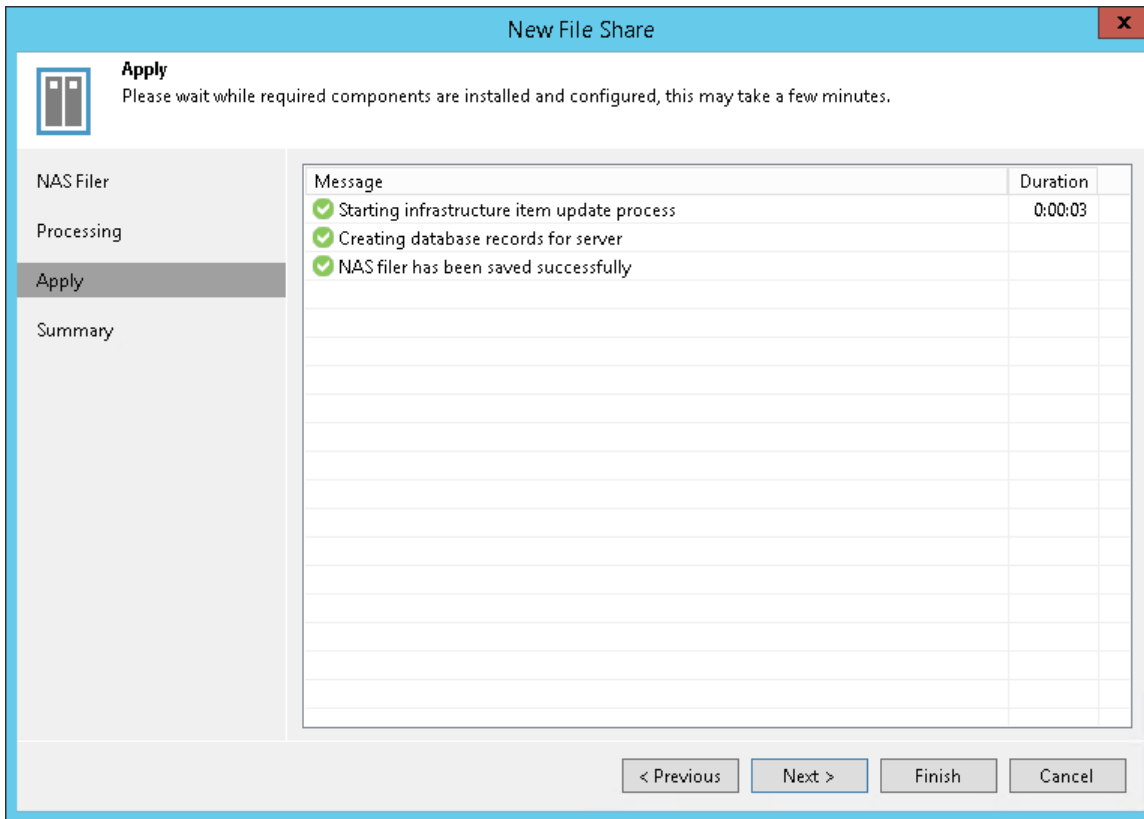 New File Share
x
Apply
Please wait while required components are installed and configured, this may take a few minutes.
NAS Filer
Processing
Apply
Summary
Message Duration
Starting infrastructure item update process 0:00:03
Creating database records for server
NAS filer has been saved successfully
< Previous Next > Finish Cancel